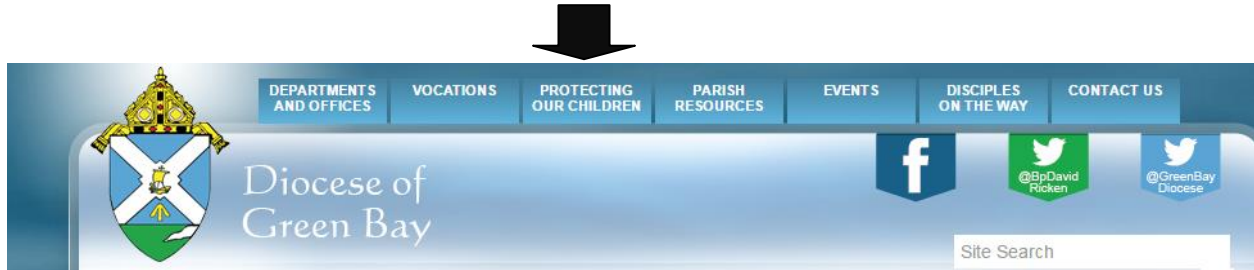 DEPARTMENTS
AND OFFICES
VOCATIONS
PROTECTING
OUR CHILDREN
PARISH
RESOURCES
EVENTS
DISCIPLES
ON THE WAY
CONTACT US
Diocese of
Green Bay
f
@BpDavid
Ricken
@GreenBay
Diocese
Site Search